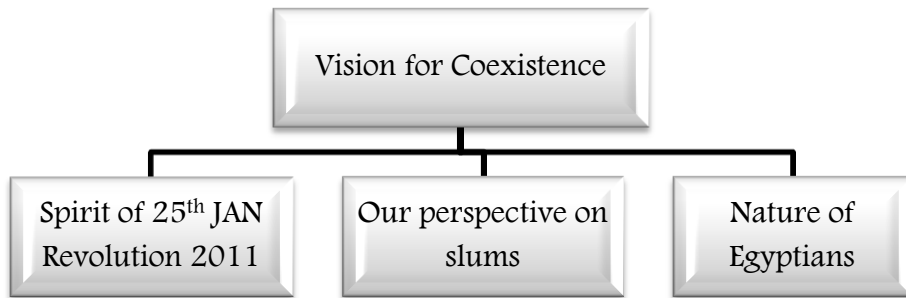 Vision for Coexistence
Spirit of 25th JAN
Revolution 2011
Our perspective on
slums
Nature of
Egyptians